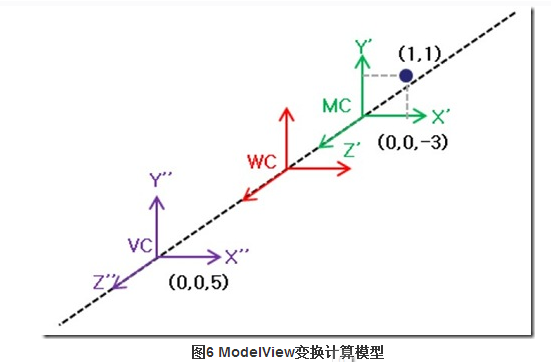 Y'
(1,1)
MC
X'
(0,0,-3)
Z'
WC
Y''
VC
X''
Z''
(0,0,5)
图6 ModelView变换计算模型